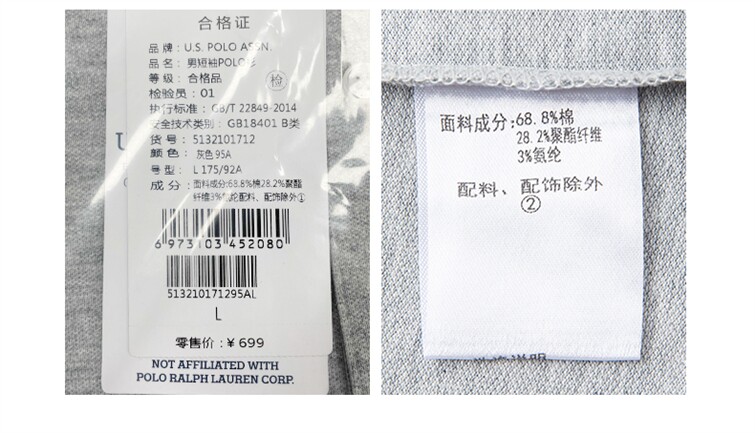 合格证
品牌：U.S. POLO ASSN.
品名：男短袖POLO衫
等级：合格品
检
检验员：01
执行标准：GB/T 22849-2014
安全技术类别：GB18401 B类
货号：5132101712
颜色：灰色95A
号型：L 175/92A
成分：面料成分:68.8%棉28.2%聚酯
纤维3%氨纶配料、配饰除外①
6 973103 452080
513210171295AL
L
零售价：¥ 699
U
NOT AFFILIATED WITH
POLO RALPH LAUREN CORP.
面料成分:68.8%棉
28.2%聚酯纤维
3%氨纶
配料、配饰除外
②